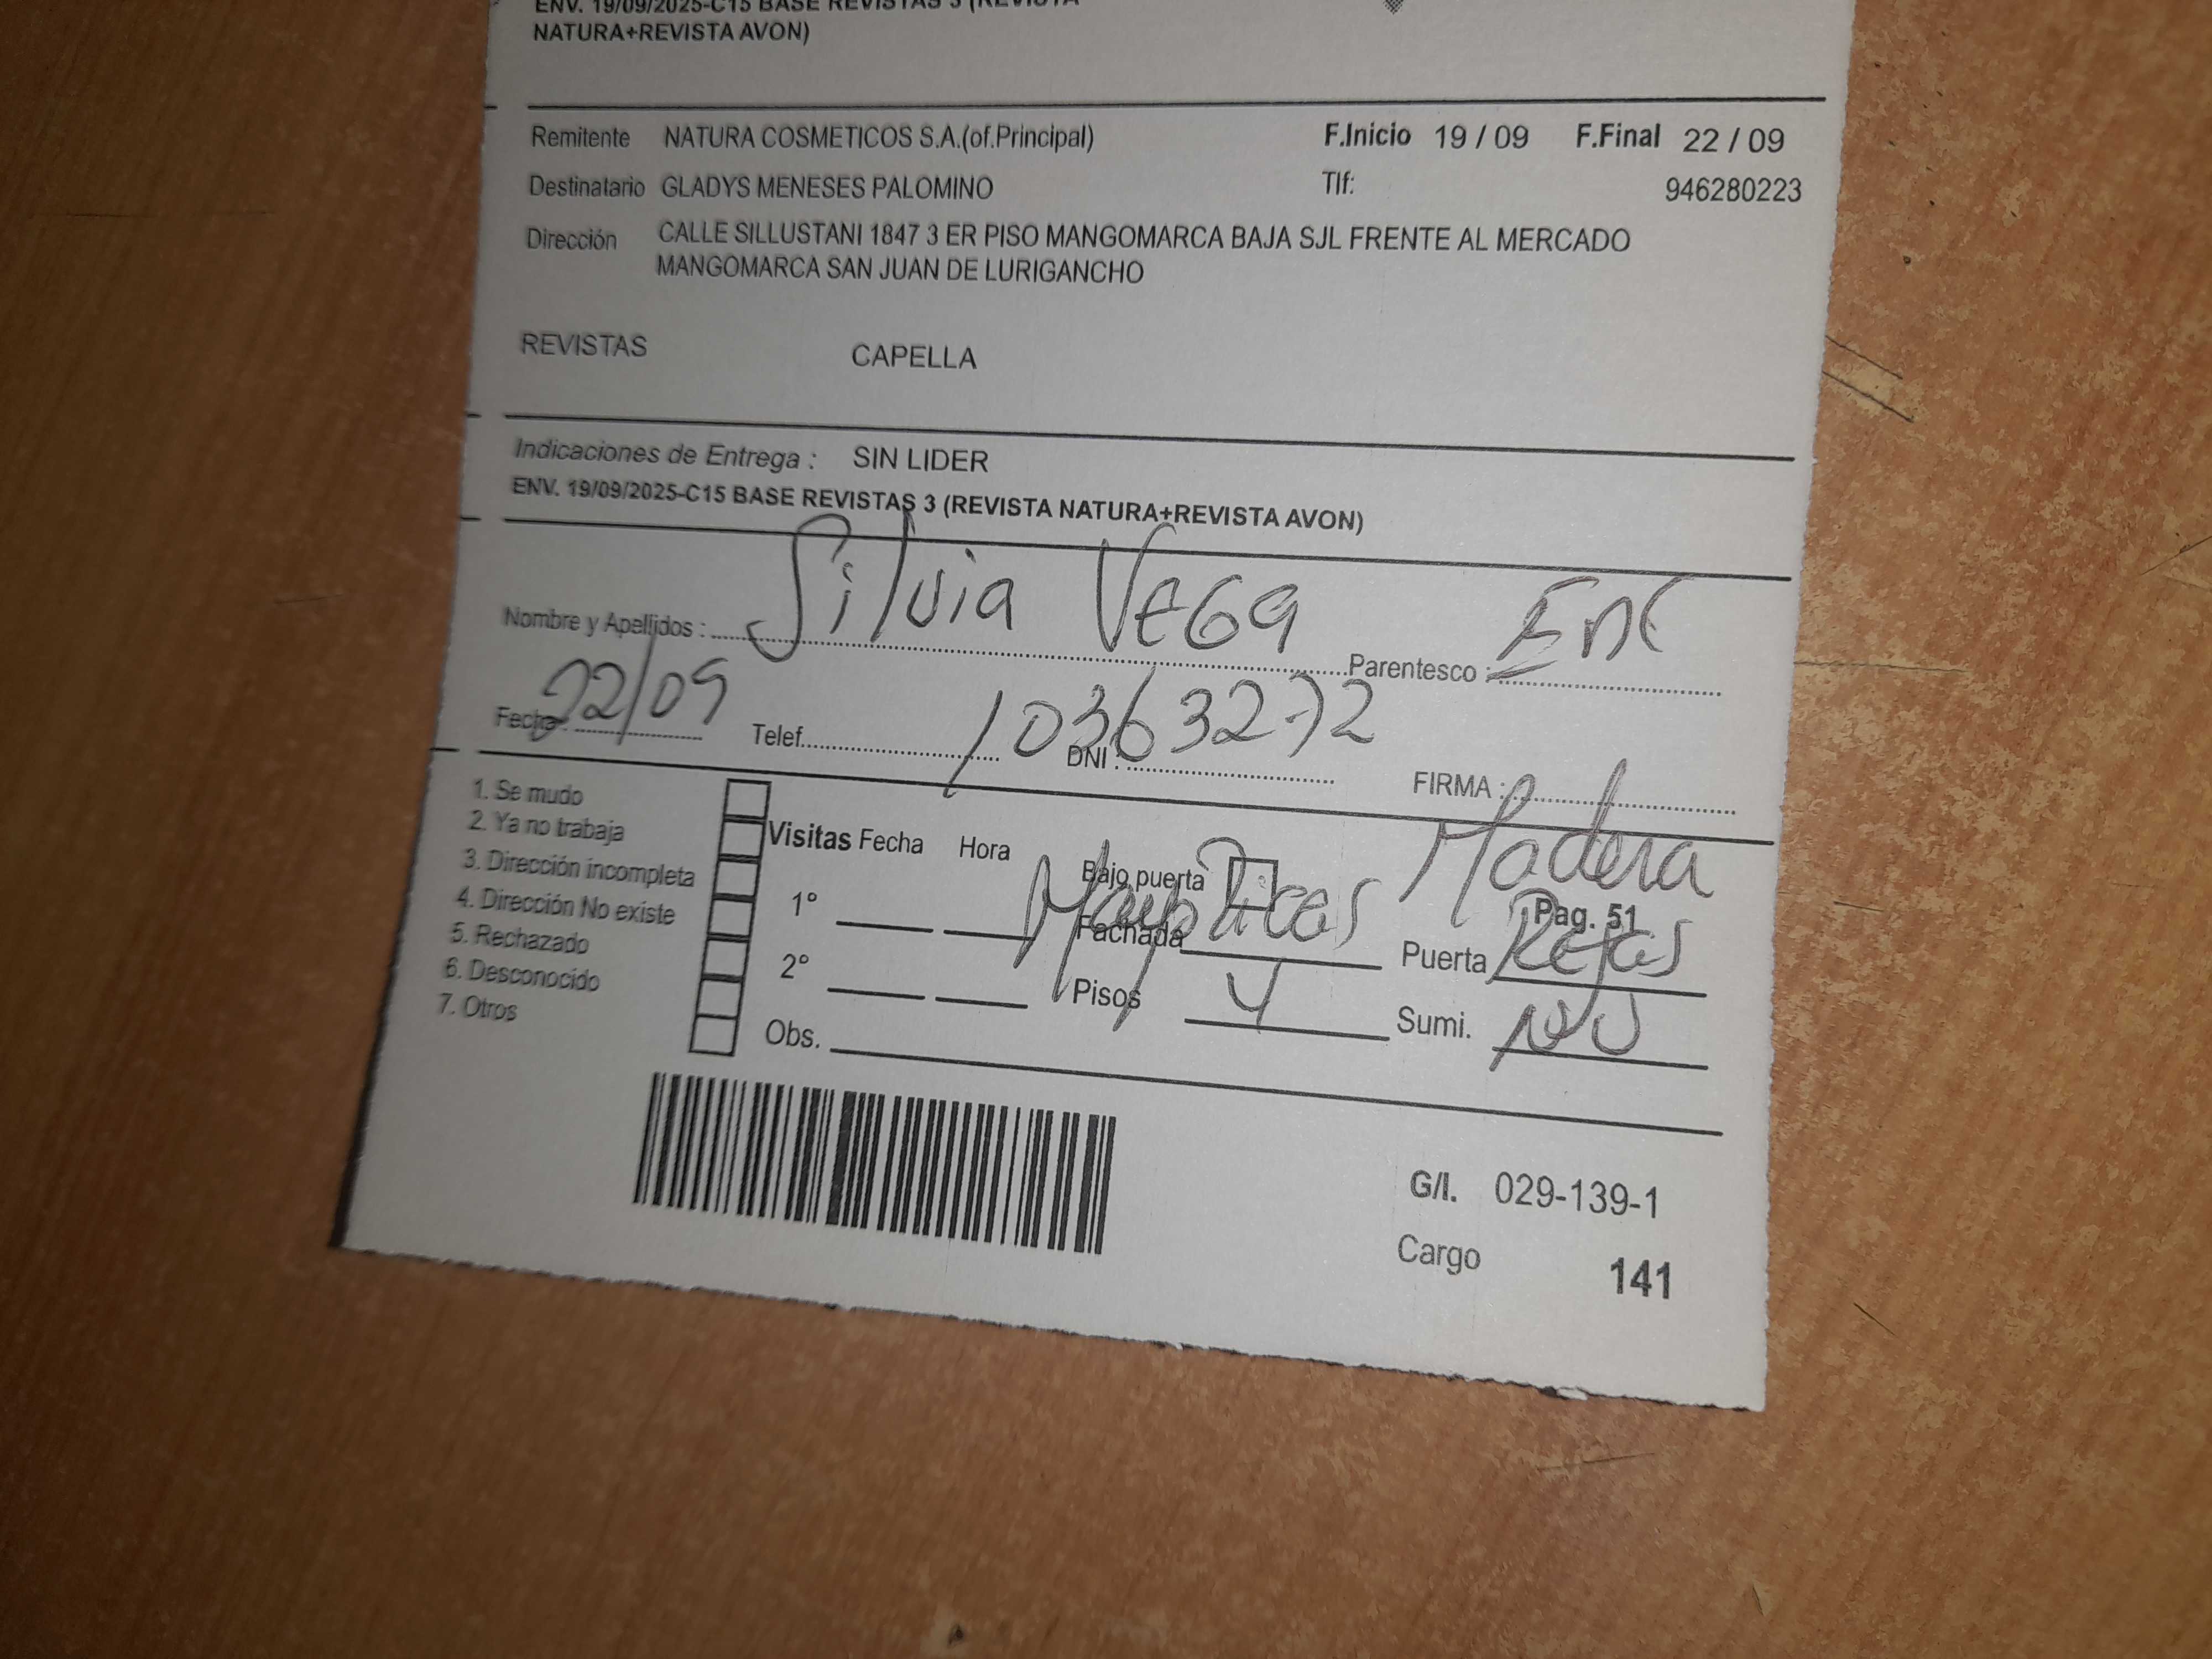 ENV. 19/09/2025-C15 BASE REVISTAS 3 (REVISTA
NATURA+REVISTA AVON)
Remitente NATURA COSMETICOS S.A.(of.Principal) F.Inicio 19 / 09 F.Final 22 / 09
Destinatario GLADYS MENESES PALOMINO Tlf: 946280223
Dirección CALLE SILLUSTANI 1847 3 ER PISO MANGOMARCA BAJA SJL FRENTE AL MERCADO
MANGOMARCA SAN JUAN DE LURIGANCHO
REVISTAS CAPELLA
Indicaciones de Entrega : SIN LIDER
ENV. 19/09/2025-C15 BASE REVISTAS 3 (REVISTA NATURA+REVISTA AVON)
Nombre y Apellidos : Silvia Vega Parentesco : Enc
Fecha : 22/09 Telef. DNI : 10363272 FIRMA :
1. Se mudo
2. Ya no trabaja
3. Dirección incompleta
4. Dirección No existe
5. Rechazado
6. Desconocido
7. Otros
Visitas Fecha Hora
1°
2°
Obs.
Bajo puerta Madera
Pag. 51
Fachada Mayolicas Puerta Rejas
Pisos 4 Sumi. NV
G/I. 029-139-1
Cargo 141